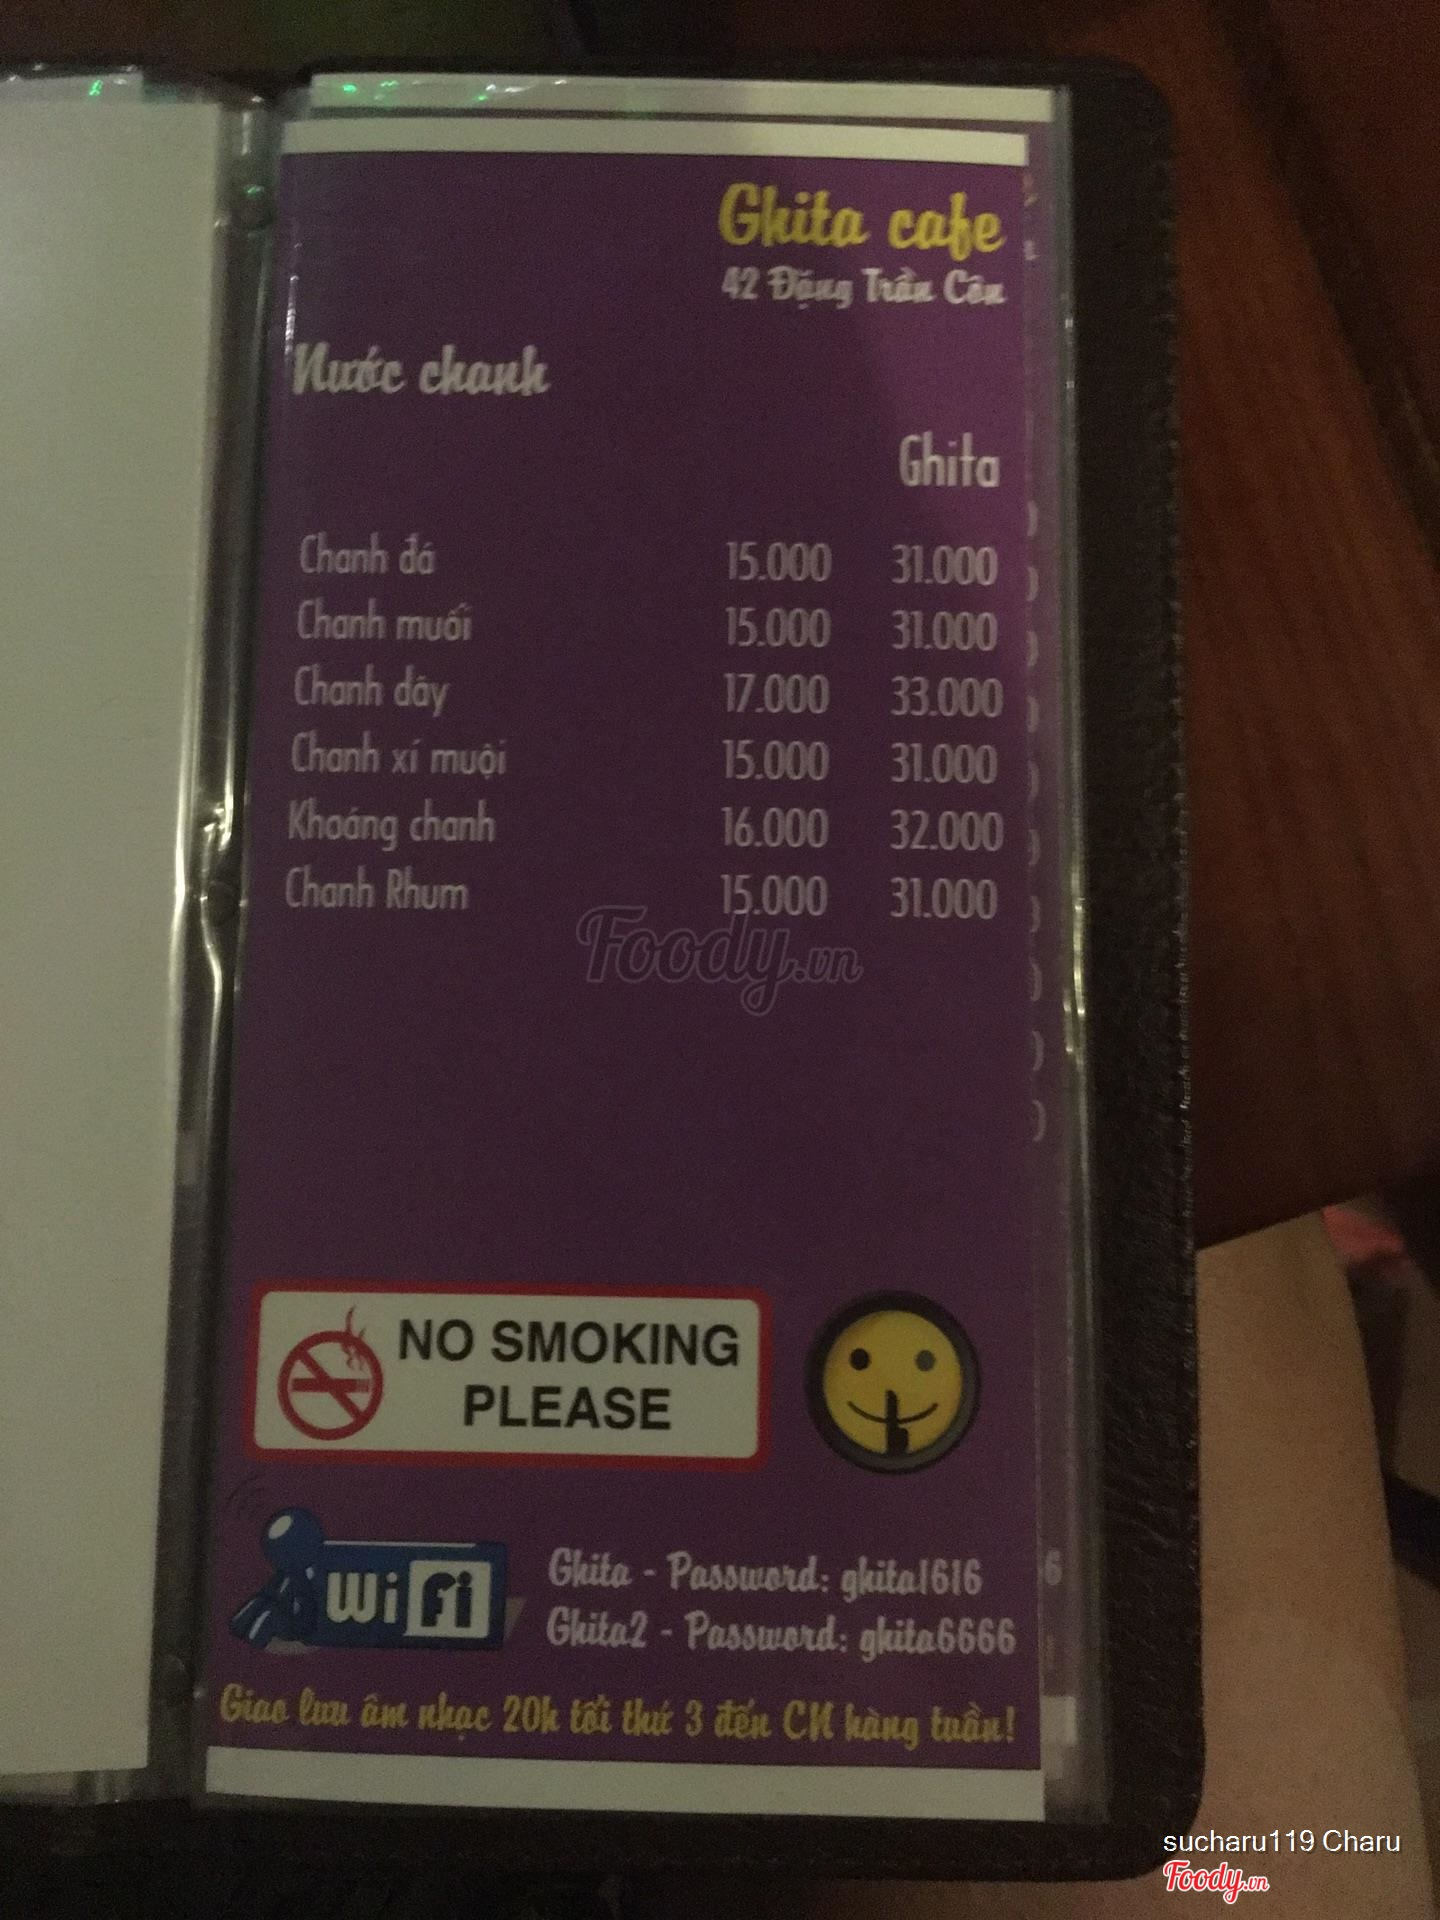 Ghita cafe
42 Đặng Trần Côn
Nước chanh
Ghita
Chanh đá 15.000 31.000
Chanh muối 15.000 31.000
Chanh dây 17.000 33.000
Chanh xí muội 15.000 31.000
Khoáng chanh 16.000 32.000
Chanh Rhum 15.000 31.000
Foody.vn
NO SMOKING
PLEASE
WiFi
Ghita - Password: ghita1616
Ghita2 - Password: ghita6666
Giao lưu âm nhạc 20h tối thứ 3 đến CN hàng tuần!
sucharu119 Charu
Foody.vn